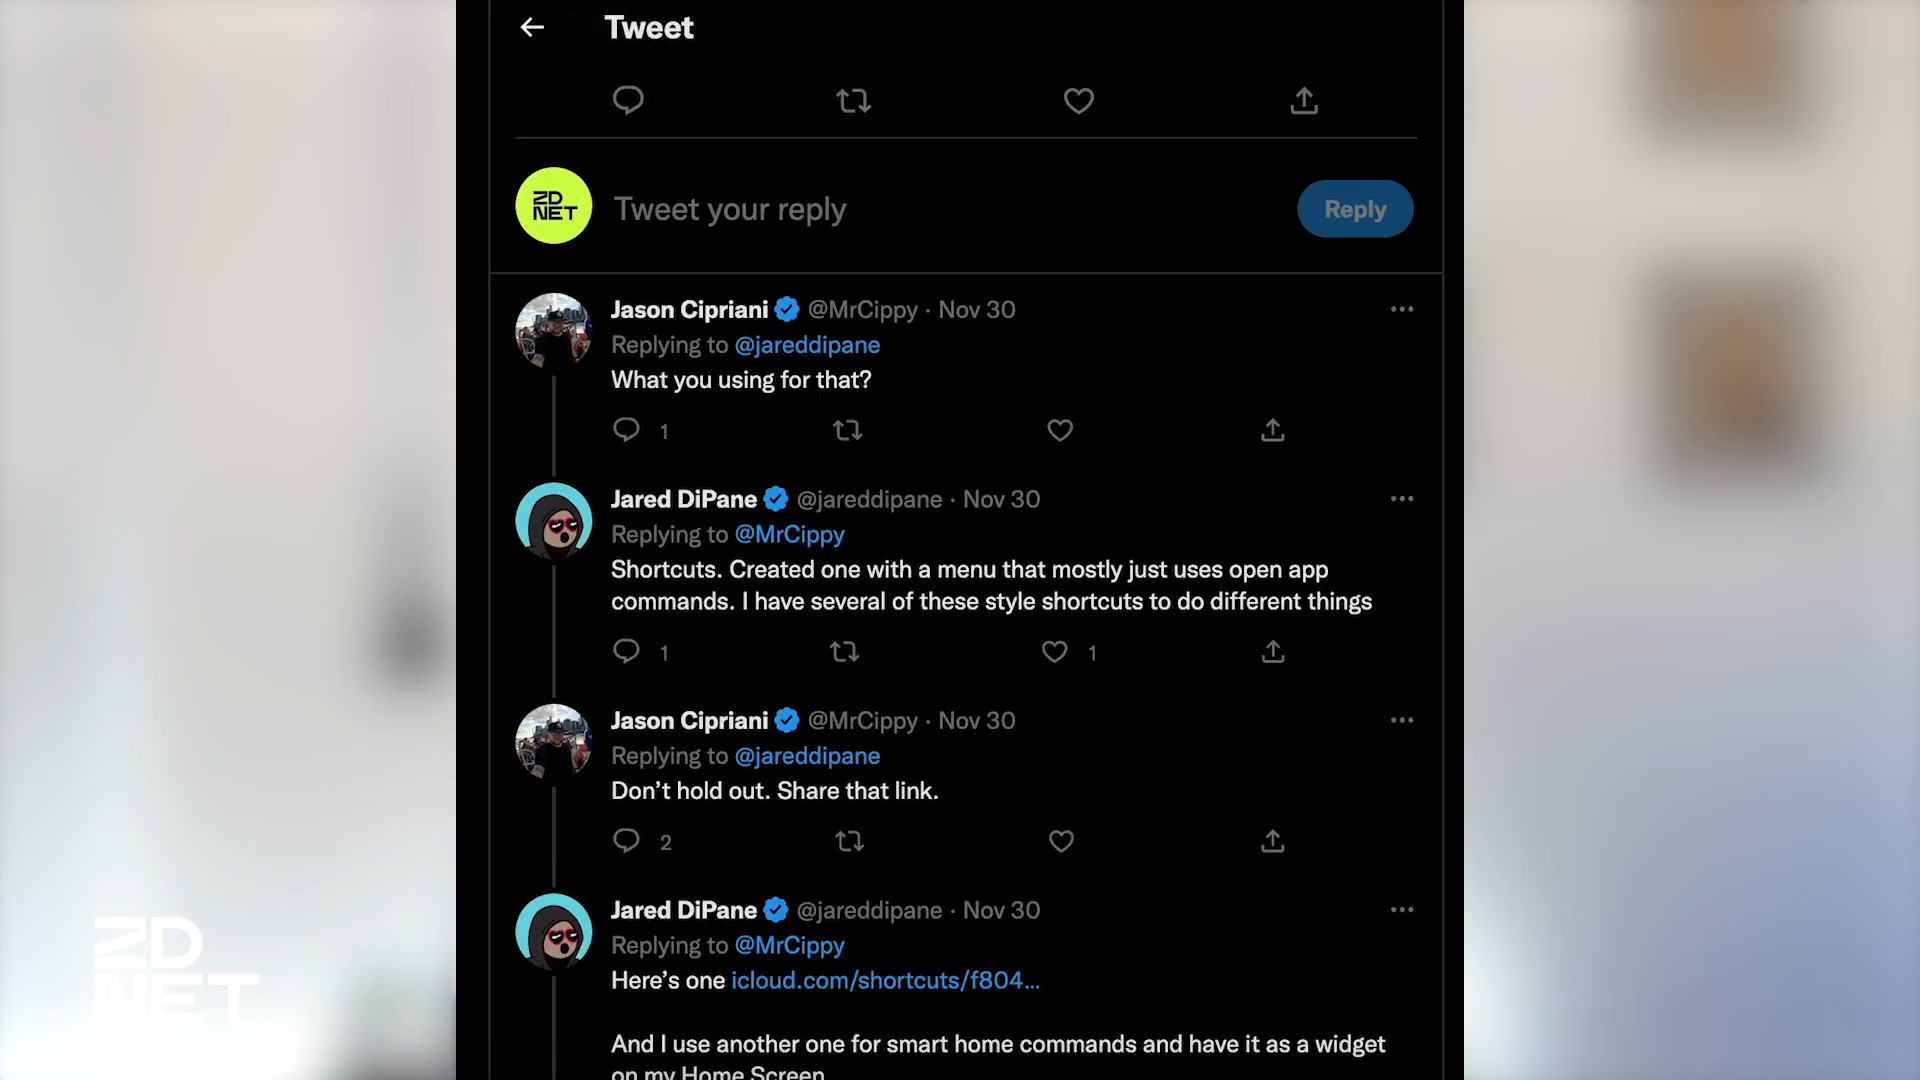 Tweet
ZD
NET
Tweet your reply
Reply
Jason Cipriani @MrCippy · Nov 30
Replying to @jareddipane
What you using for that?
1
Jared DiPane @jareddipane · Nov 30
Replying to @MrCippy
Shortcuts. Created one with a menu that mostly just uses open app
commands. I have several of these style shortcuts to do different things
1 1
Jason Cipriani @MrCippy · Nov 30
Replying to @jareddipane
Don’t hold out. Share that link.
2
Jared DiPane @jareddipane · Nov 30
Replying to @MrCippy
Here’s one icloud.com/shortcuts/f804...
And I use another one for smart home commands and have it as a widget
on my Home Screen
ZD
NET